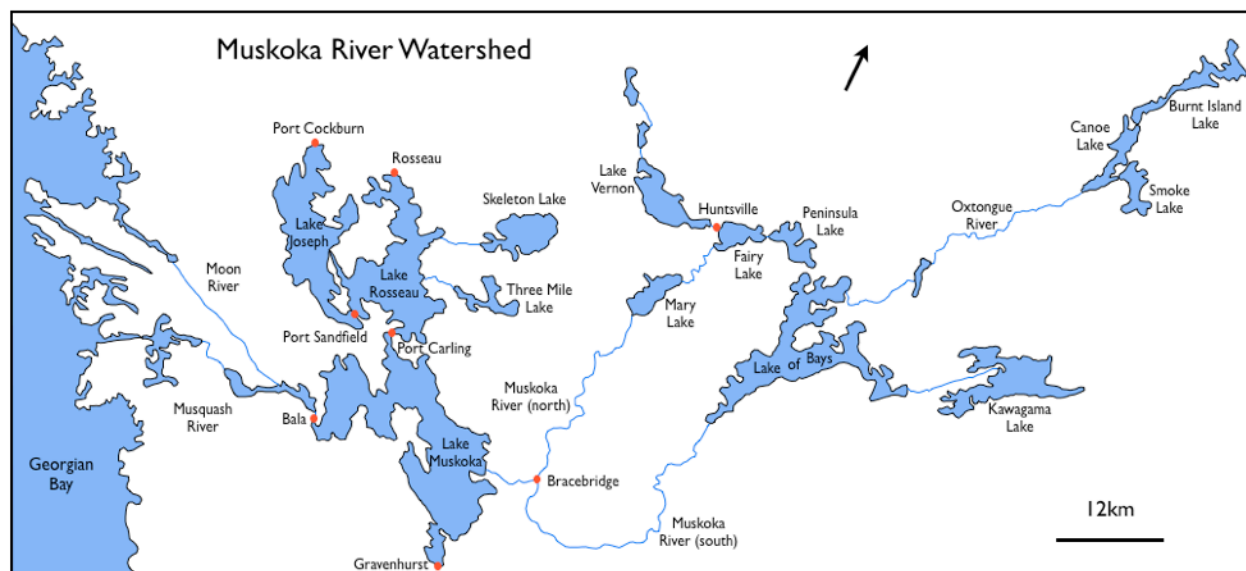 Muskoka River Watershed
Port Cockburn
Rosseau
Skeleton Lake
Lake
Vernon
Huntsville
Peninsula
Lake
Fairy
Lake
Canoe
Lake
Burnt Island
Lake
Smoke
Lake
Oxtongue
River
Lake
Joseph
Lake
Rosseau
Three Mile
Lake
Mary
Lake
Moon
River
Port Sandfield
Port Carling
Lake of Bays
Kawagama
Lake
Musquash
River
Bala
Muskoka
River (north)
Lake
Muskoka
Bracebridge
Georgian
Bay
Muskoka
River (south)
Gravenhurst
12km